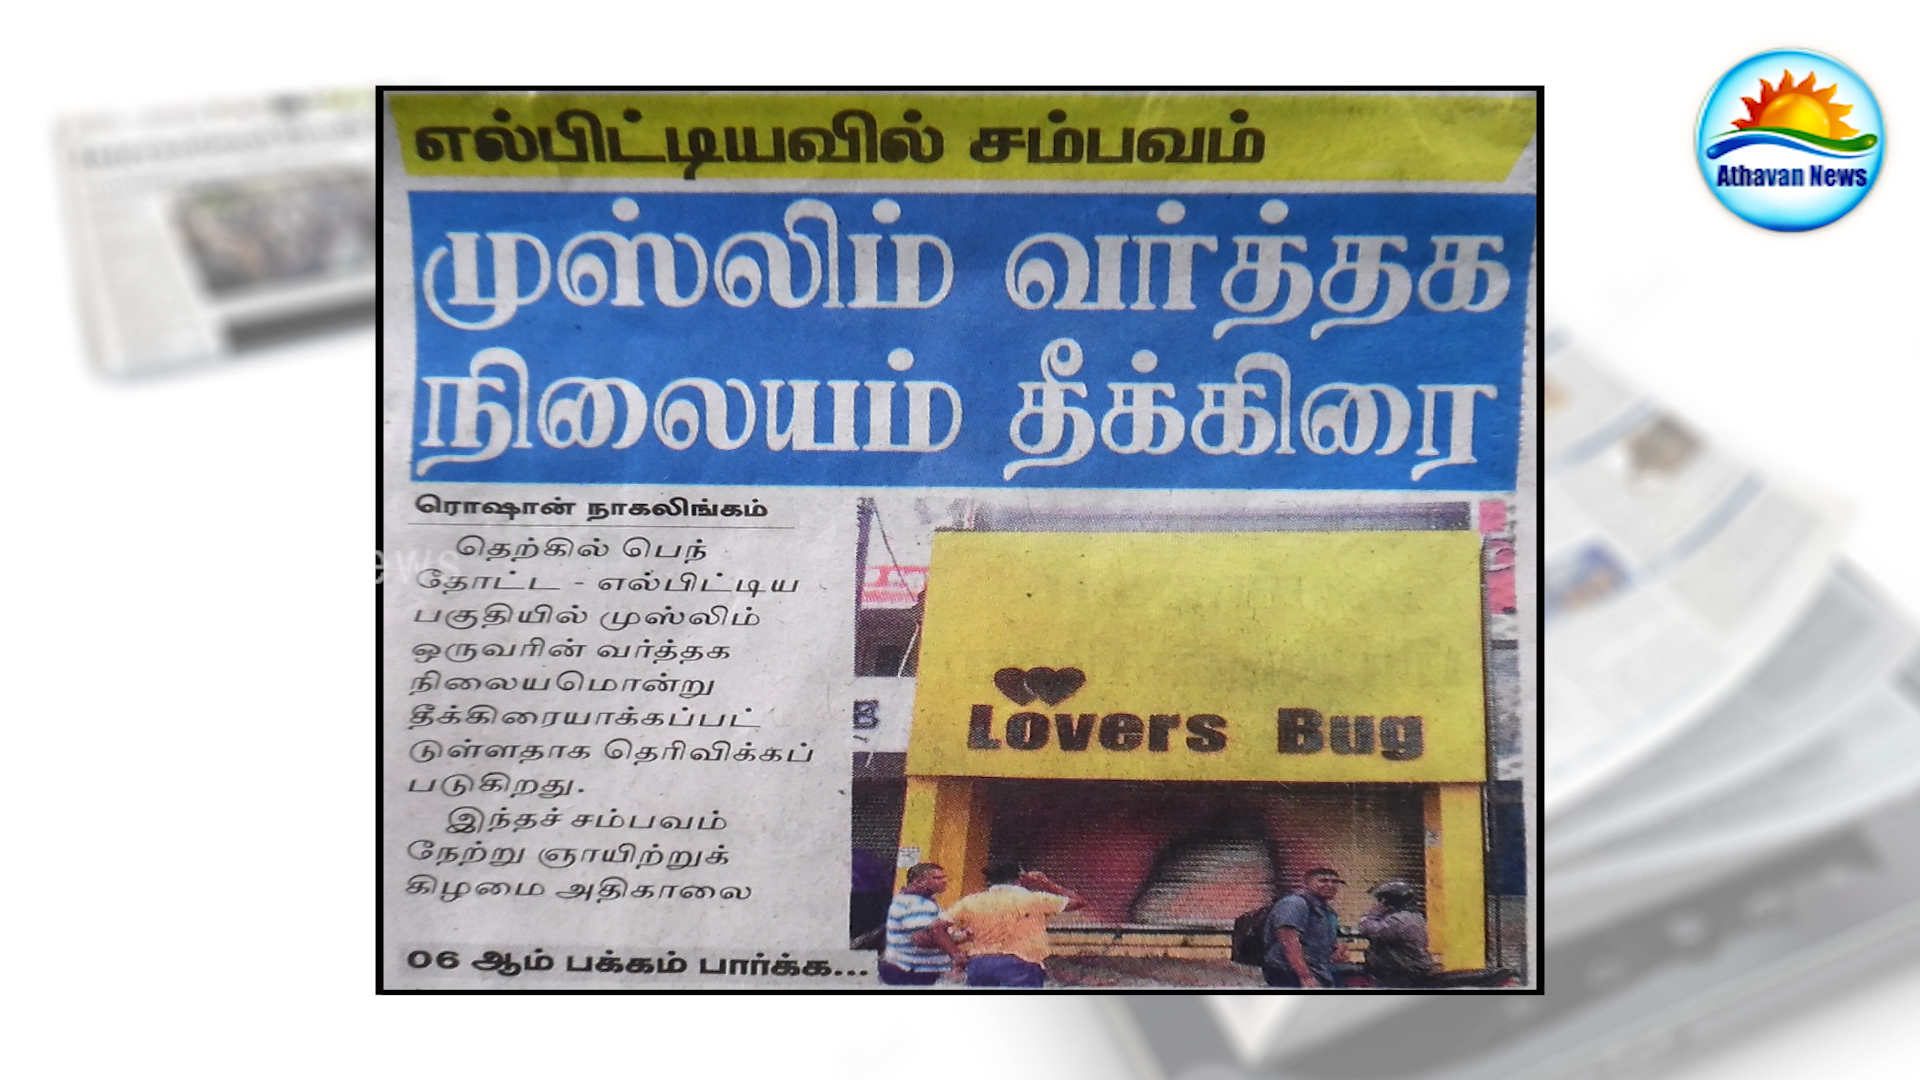 Athavan News
எல்பிட்டியவில் சம்பவம்
முஸ்லிம் வர்த்தக
நிலையம் தீக்கிரை
ரொஷான் நாகலிங்கம்
தெற்கில் பெந்
தோட்ட - எல்பிட்டிய
பகுதியில் முஸ்லிம்
ஒருவரின் வர்த்தக
நிலையமொன்று
தீக்கிரையாக்கப்பட்
டுள்ளதாக தெரிவிக்கப்
படுகிறது.
இந்தச் சம்பவம்
நேற்று ஞாயிற்றுக்
கிழமை அதிகாலை
06 ஆம் பக்கம் பார்க்க...
Lovers Bug